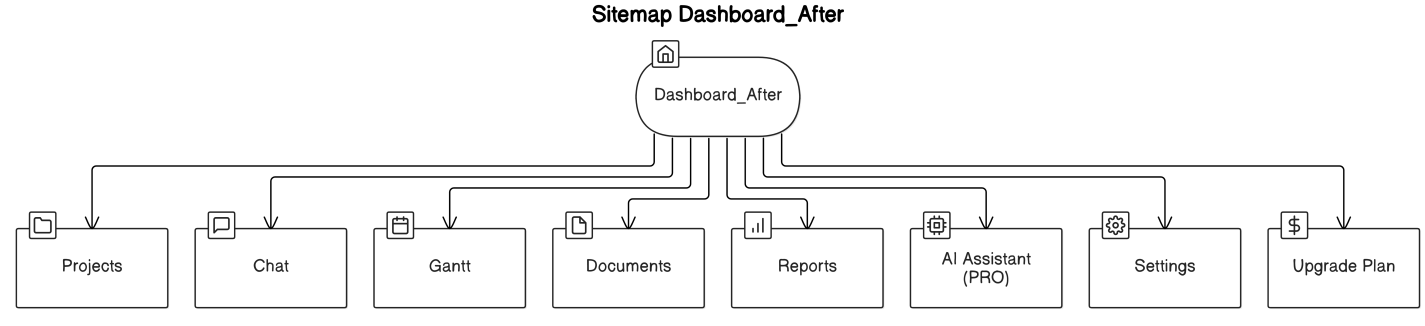 Sitemap Dashboard_After
Dashboard_After
Projects
Chat
Gantt
Documents
Reports
AI Assistant
(PRO)
Settings
Upgrade Plan